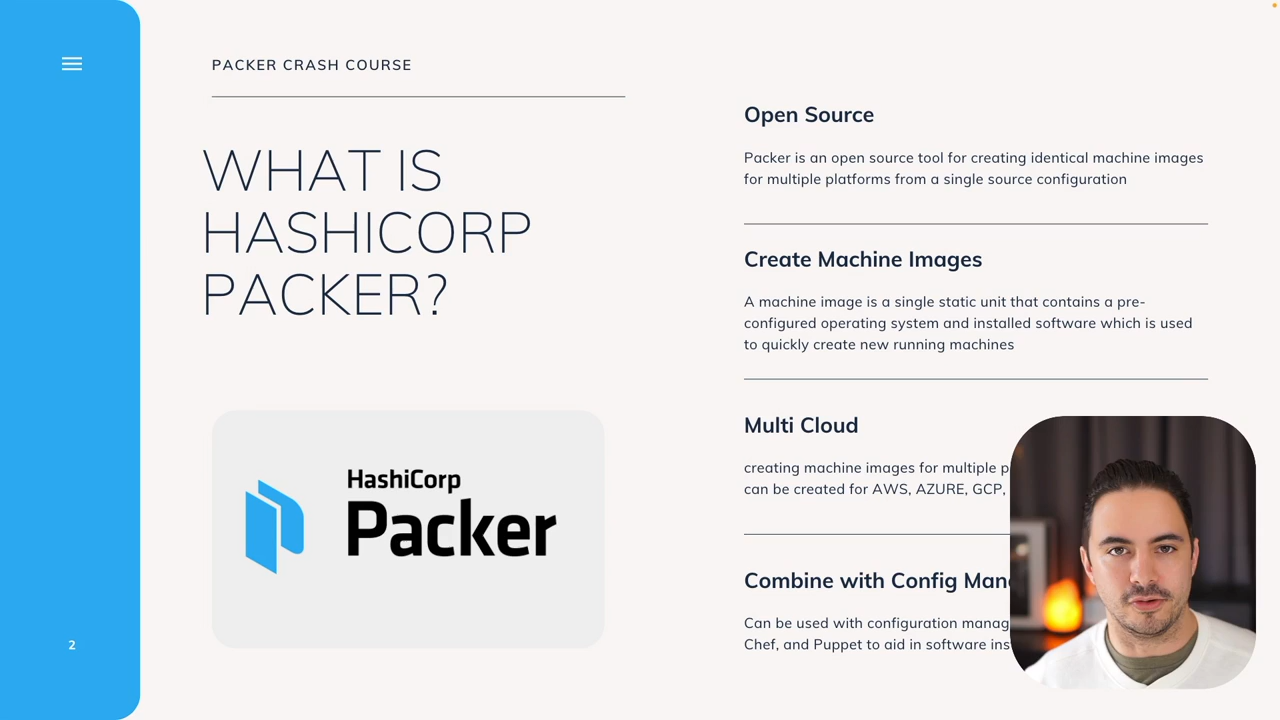 PACKER CRASH COURSE
WHAT IS
HASHICORP
PACKER?
HashiCorp
Packer
2
Open Source
Packer is an open source tool for creating identical machine images
for multiple platforms from a single source configuration
Create Machine Images
A machine image is a single static unit that contains a pre-
configured operating system and installed software which is used
to quickly create new running machines
Multi Cloud
creating machine images for multiple
can be created for AWS, AZURE, GCP,
Combine with Config
Can be used with configuration
Chef, and Puppet to aid in software